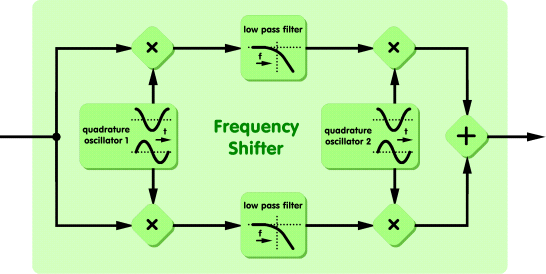 low pass filter
×
f
×
quadrature
oscillator 1
t
Frequency
Shifter
quadrature
oscillator 2
t
+
low pass filter
×
f
×